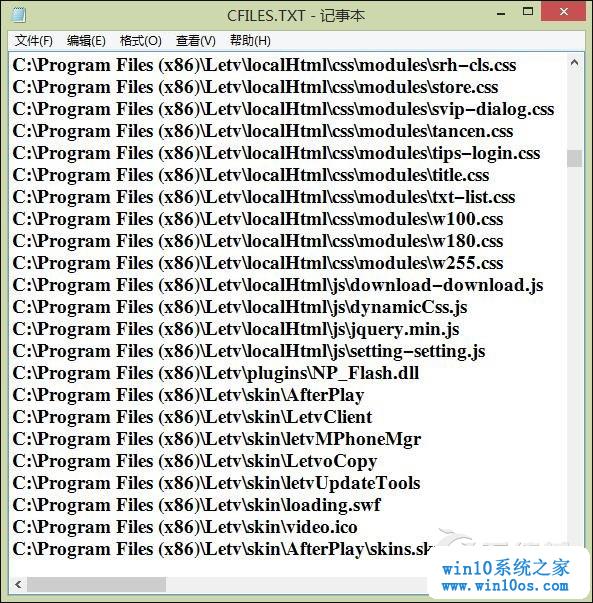 CFILES.TXT - 记事本
文件(F) 编辑(E) 格式(O) 查看(V) 帮助(H)
C:\Program Files (x86)\Letv\localHtml\css\modules\srh-cls.css
C:\Program Files (x86)\Letv\localHtml\css\modules\store.css
C:\Program Files (x86)\Letv\localHtml\css\modules\svip-dialog.css
C:\Program Files (x86)\Letv\localHtml\css\modules\tancen.css
C:\Program Files (x86)\Letv\localHtml\css\modules\tips-login.css
C:\Program Files (x86)\Letv\localHtml\css\modules\title.css
C:\Program Files (x86)\Letv\localHtml\css\modules\txt-list.css
C:\Program Files (x86)\Letv\localHtml\css\modules\w100.css
C:\Program Files (x86)\Letv\localHtml\css\modules\w180.css
C:\Program Files (x86)\Letv\localHtml\css\modules\w255.css
C:\Program Files (x86)\Letv\localHtml\js\download-download.js
C:\Program Files (x86)\Letv\localHtml\js\dynamicCss.js
C:\Program Files (x86)\Letv\localHtml\js\jquery.min.js
C:\Program Files (x86)\Letv\localHtml\js\setting-setting.js
C:\Program Files (x86)\Letv\plugins\NP_Flash.dll
C:\Program Files (x86)\Letv\skin\AfterPlay
C:\Program Files (x86)\Letv\skin\LetvClient
C:\Program Files (x86)\Letv\skin\letvMPhoneMgr
C:\Program Files (x86)\Letv\skin\LetvoCopy
C:\Program Files (x86)\Letv\skin\letvUpdateTools
C:\Program Files (x86)\Letv\skin\loading.swf
C:\Program Files (x86)\Letv\skin\video.ico
C:\Program Files (x86)\Letv\skin\AfterPlay\skins.sk
win10系统之家
www.win10os.com